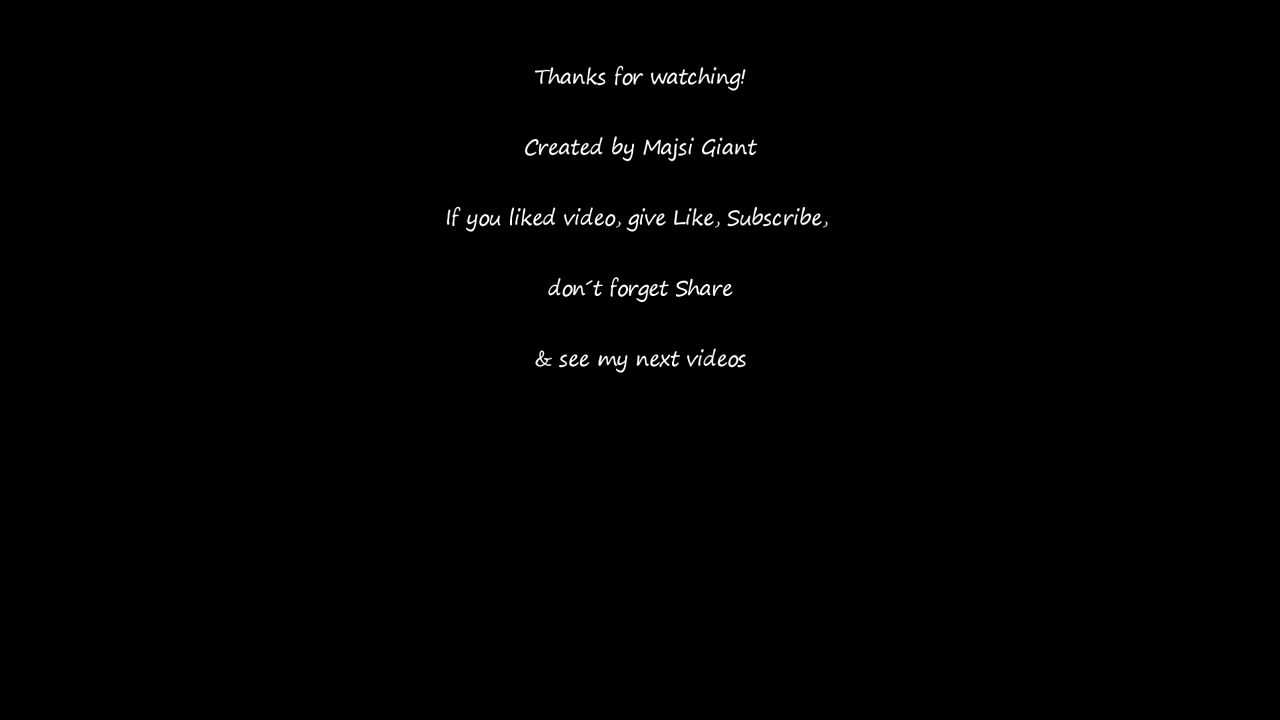 Thanks for watching!
Created by Majsi Giant
If you liked video, give Like, Subscribe,
don´t forget Share
& see my next videos